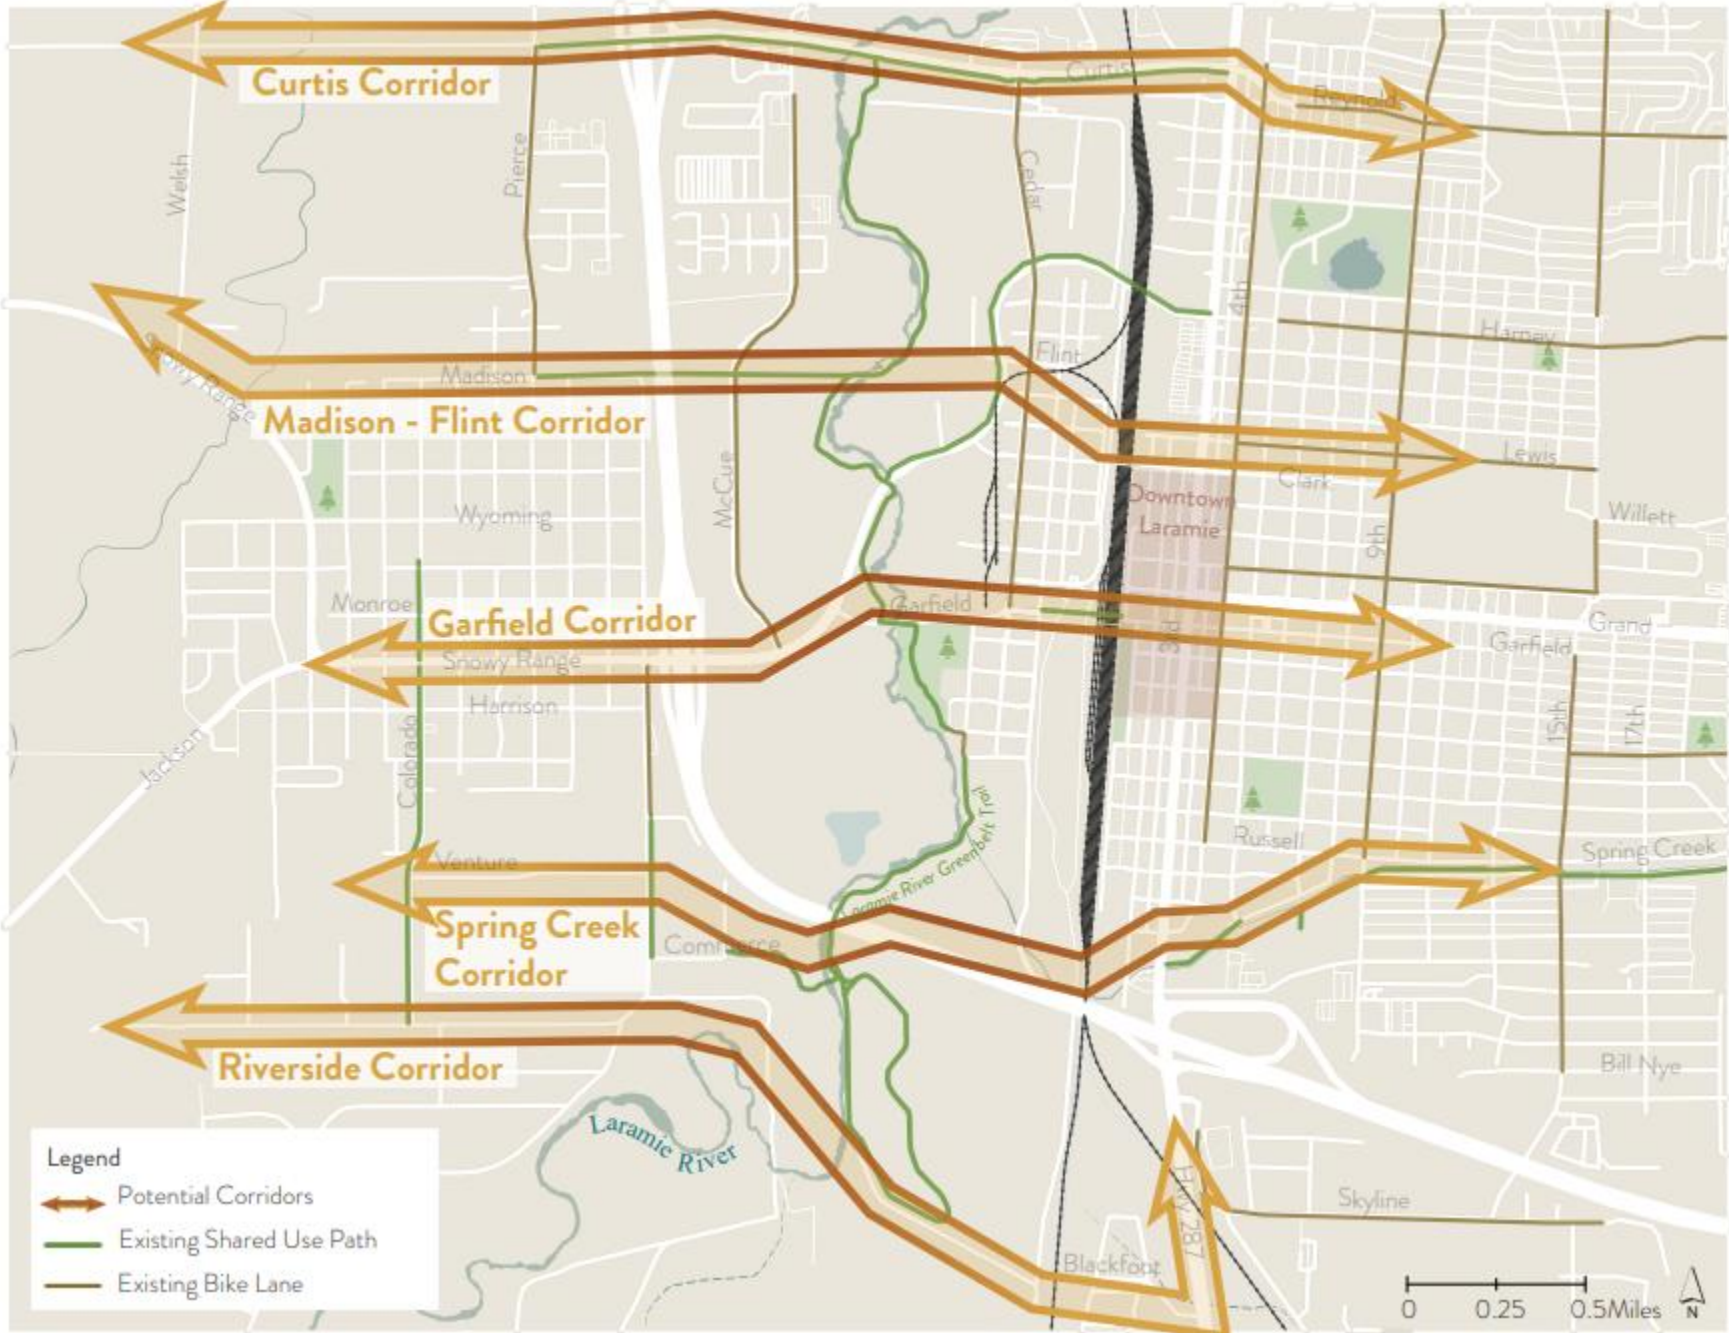 Curtis Corridor
Curtis
Reynolds
Welsh
Pierce
Cedar
4th
Harney
Flint
Snowy Range
Madison
Madison - Flint Corridor
Lewis
Clark
McCue
Downtown
Laramie
Wyoming
Willett
9th
Monroe
Garfield Corridor
Garfield
3rd
Grand
Garfield
Snowy Range
Harrison
15th
17th
Jackson
Colorado
Laramie River Greenbelt Trail
Russell
Spring Creek
Venture
Spring Creek
Corridor
Commerce
Riverside Corridor
Bill Nye
Laramie River
Hwy 287
Skyline
Blackfoot
Legend
Potential Corridors
Existing Shared Use Path
Existing Bike Lane
0 0.25 0.5Miles
N